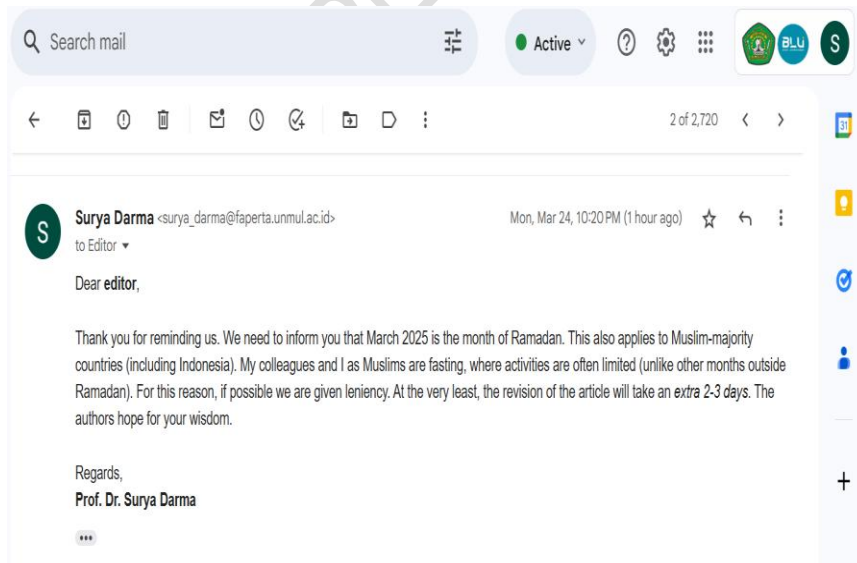 Search mail
Active
BLU
S
2 of 2,720
31
S
Surya Darma <surya_darma@faperta.unmul.ac.id>
Mon, Mar 24, 10:20 PM (1 hour ago)
to Editor
Dear editor,
Thank you for reminding us. We need to inform you that March 2025 is the month of Ramadan. This also applies to Muslim-majority
countries (including Indonesia). My colleagues and I as Muslims are fasting, where activities are often limited (unlike other months outside
Ramadan). For this reason, if possible we are given leniency. At the very least, the revision of the article will take an extra 2-3 days. The
authors hope for your wisdom.
Regards,
Prof. Dr. Surya Darma